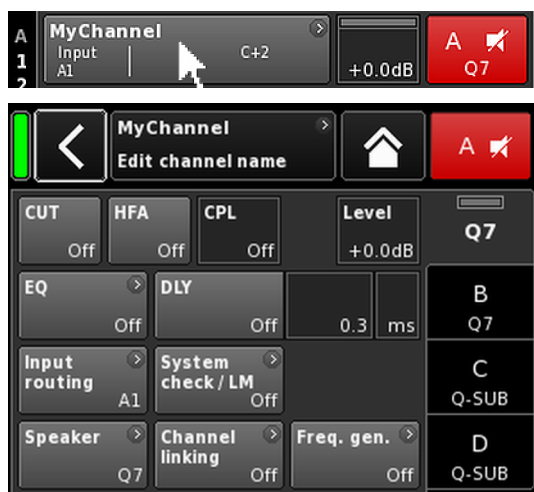 A
1
2
MyChannel
Input
A1
C+2
+0.0dB
A
Q7
MyChannel
Edit channel name
A
CUT
Off
HFA
Off
CPL
Off
Level
+0.0dB
Q7
EQ
Off
DLY
Off
0.3
ms
B
Q7
Input
routing
A1
System
check / LM
Off
C
Q-SUB
Speaker
Q7
Channel
linking
Off
Freq. gen.
Off
D
Q-SUB